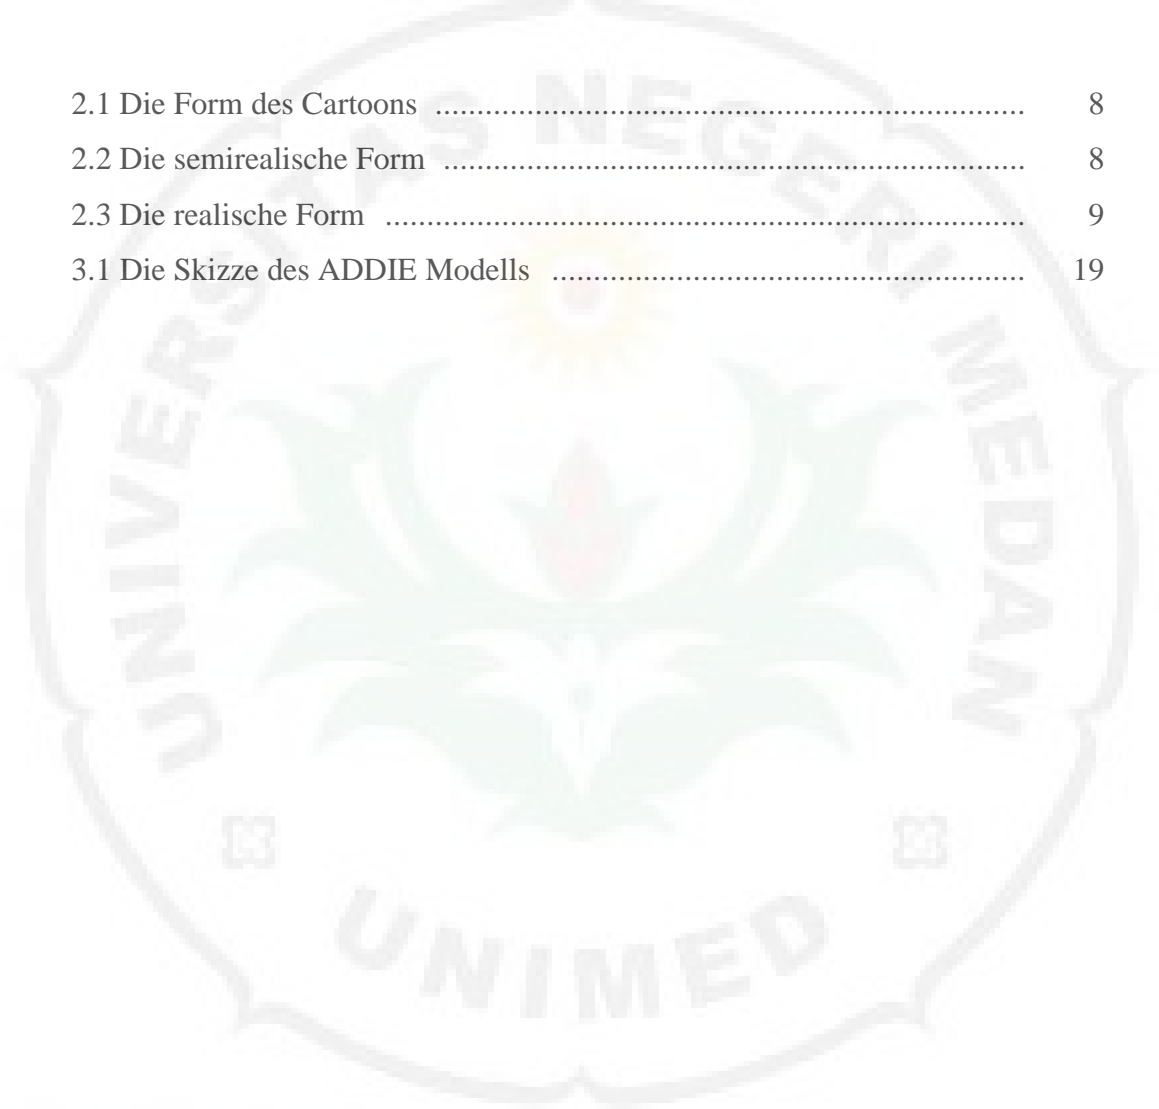 2.1 Die Form des Cartoons ........................................................... 8
2.2 Die semirealische Form .......................................................... 8
2.3 Die realische Form ................................................................ 9
3.1 Die Skizze des ADDIE Modells ............................................... 19
UNIVERSITAS NEGERI MEDAN
UNIMED